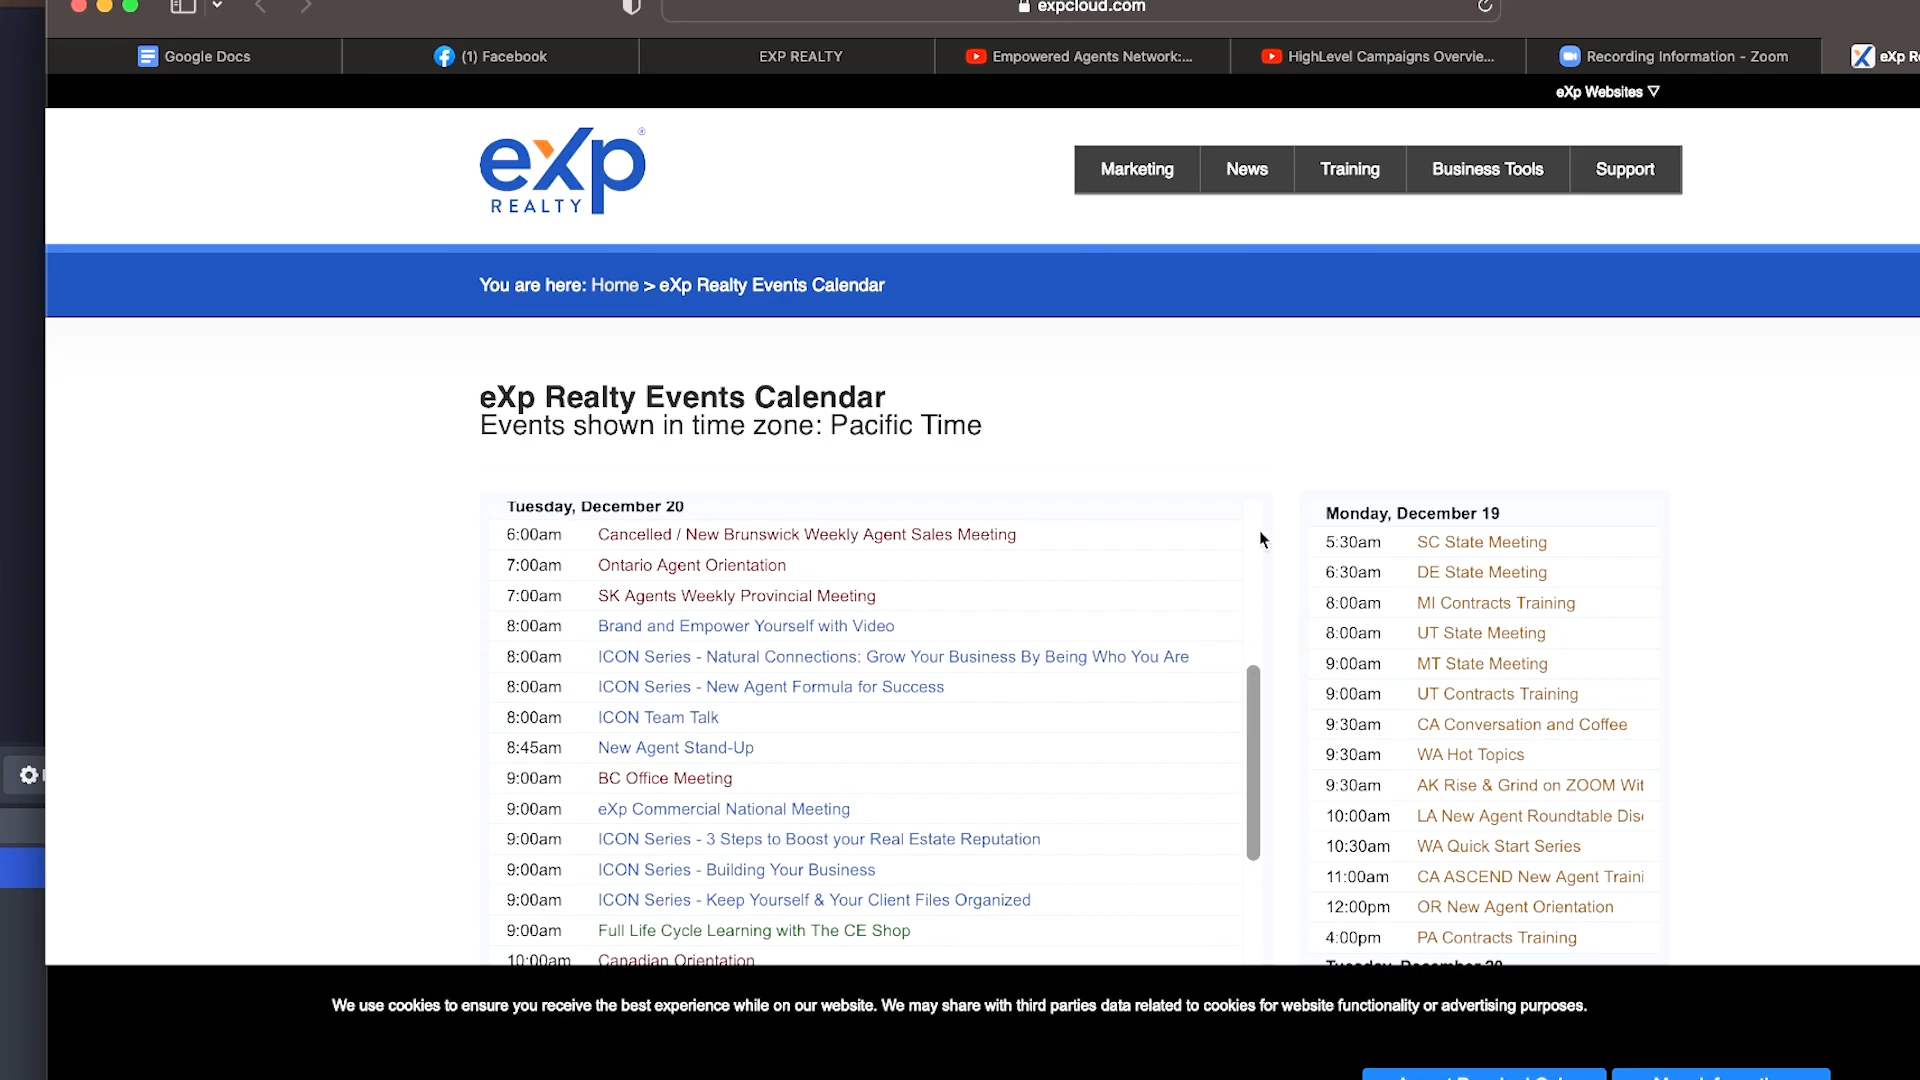 expcloud.com
Google Docs
(1) Facebook
EXP REALTY
Empowered Agents Network:...
HighLevel Campaigns Overvie...
Recording Information - Zoom
eXp Re
eXp Websites ▽
eXp®
REALTY
Marketing
News
Training
Business Tools
Support
You are here: Home > eXp Realty Events Calendar
eXp Realty Events Calendar
Events shown in time zone: Pacific Time
Tuesday, December 20
6:00am Cancelled / New Brunswick Weekly Agent Sales Meeting
7:00am Ontario Agent Orientation
7:00am SK Agents Weekly Provincial Meeting
8:00am Brand and Empower Yourself with Video
8:00am ICON Series - Natural Connections: Grow Your Business By Being Who You Are
8:00am ICON Series - New Agent Formula for Success
8:00am ICON Team Talk
8:45am New Agent Stand-Up
9:00am BC Office Meeting
9:00am eXp Commercial National Meeting
9:00am ICON Series - 3 Steps to Boost your Real Estate Reputation
9:00am ICON Series - Building Your Business
9:00am ICON Series - Keep Yourself & Your Client Files Organized
9:00am Full Life Cycle Learning with The CE Shop
10:00am Canadian Orientation
Monday, December 19
5:30am SC State Meeting
6:30am DE State Meeting
8:00am MI Contracts Training
8:00am UT State Meeting
9:00am MT State Meeting
9:00am UT Contracts Training
9:30am CA Conversation and Coffee
9:30am WA Hot Topics
9:30am AK Rise & Grind on ZOOM Wit
10:00am LA New Agent Roundtable Disc
10:30am WA Quick Start Series
11:00am CA ASCEND New Agent Traini
12:00pm OR New Agent Orientation
4:00pm PA Contracts Training
Tuesday, December 20
We use cookies to ensure you receive the best experience while on our website. We may share with third parties data related to cookies for website functionality or advertising purposes.